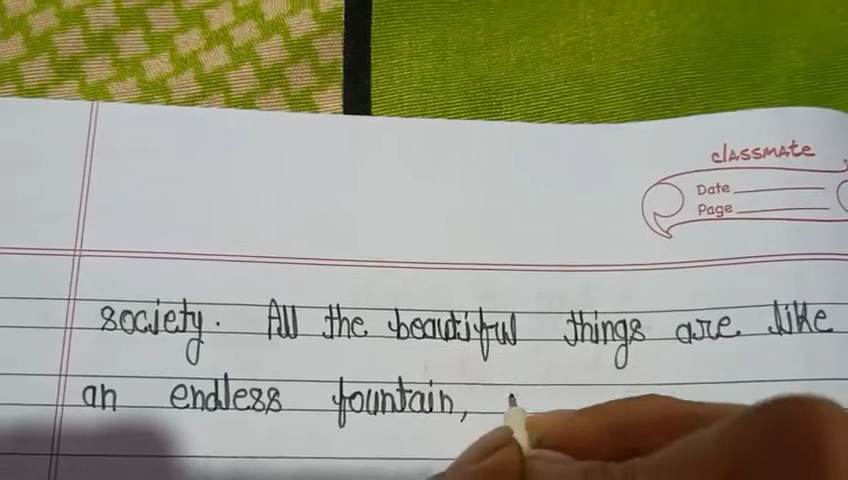 classmate
Date
Page
society. All the beautiful things are like
an endless fountain,